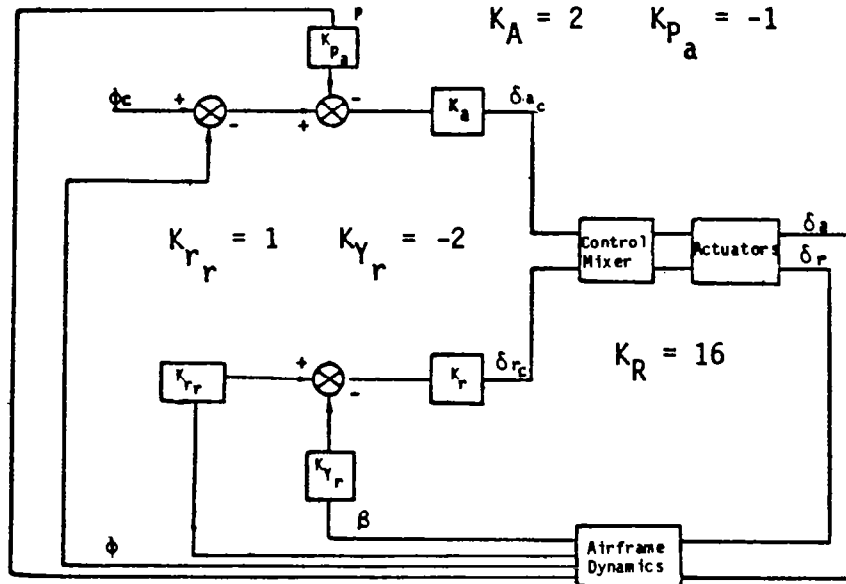 p
K_A = 2 K_P_a = -1
K_p_a
ϕc + - + -
K_a
δ.a_c
K_r_r = 1 K_Y_r = -2
Control Mixer
Actuators
δa
δr
K_r_r
+ -
K_r
δr_c
K_R = 16
K_Y_r
β
ϕ
Airframe Dynamics